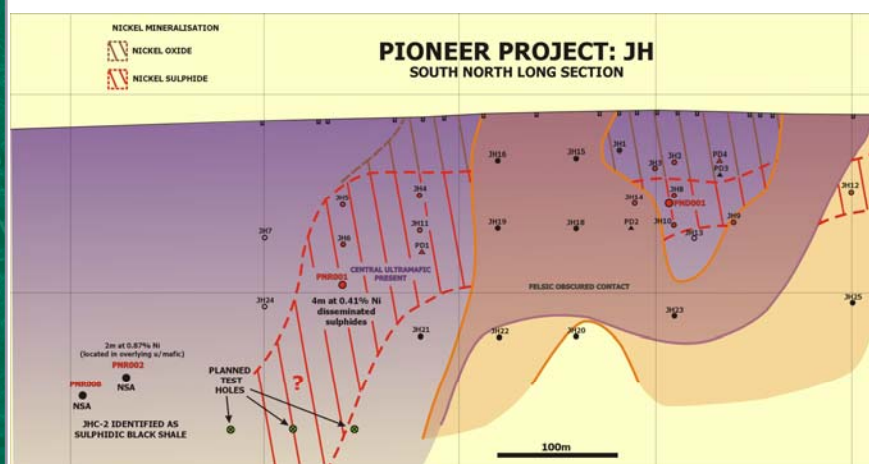 NICKEL MINERALISATION
NICKEL OXIDE
NICKEL SULPHIDE
PIONEER PROJECT: JH
SOUTH NORTH LONG SECTION
JH16
JH15
JH1
JH3
JH2
PD4
PD3
JH12
JH5
JH4
JH14
JH8
PND001
JH7
JH6
JH11
PD1
JH19
JH18
PD2
JH10
JH13
JH9
PNR001
CENTRAL ULTRAMAFIC
PRESENT
FELSIC OBSCURED CONTACT
JH24
4m at 0.41% Ni
disseminated
sulphides
JH21
JH22
JH20
JH23
JH25
2m at 0.87% Ni
(located in overlying u/mafic)
PNR002
NSA
NSA
PLANNED
TEST
HOLES
?
JHC-2 IDENTIFIED AS
SULPHIDIC BLACK SHALE
100m